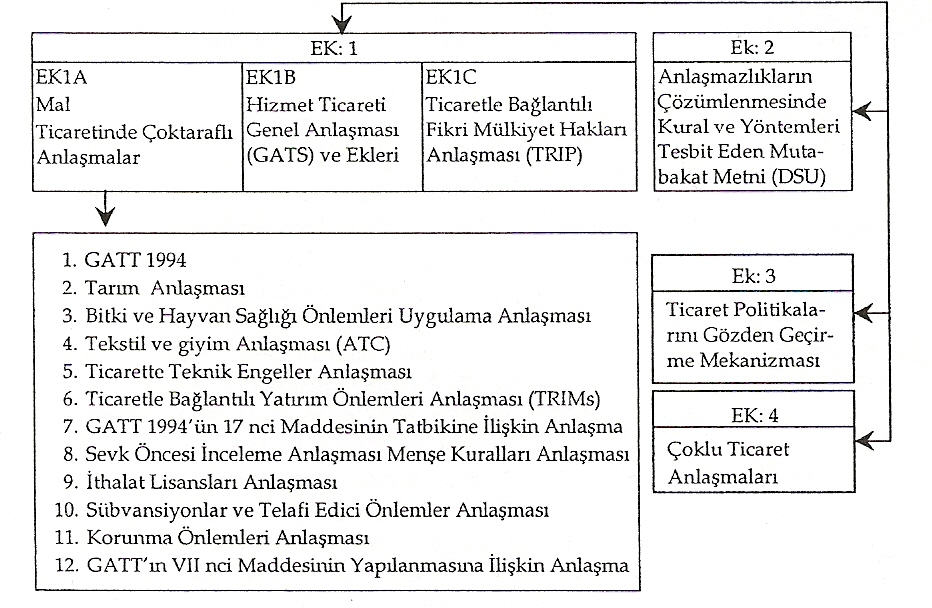 EK: 1
EK1A
Mal
Ticaretinde Çoktaraflı
Anlaşmalar
EK1B
Hizmet Ticareti
Genel Anlaşması
(GATS) ve Ekleri
EK1C
Ticaretle Bağlantılı
Fikri Mülkiyet Hakları
Anlaşması (TRIP)
Ek: 2
Anlaşmazlıkların
Çözümlenmesinde
Kural ve Yöntemleri
Tesbit Eden Muta-
bakat Metni (DSU)
1. GATT 1994
2. Tarım Anlaşması
3. Bitki ve Hayvan Sağlığı Önlemleri Uygulama Anlaşması
4. Tekstil ve giyim Anlaşması (ATC)
5. Ticarette Teknik Engeller Anlaşması
6. Ticaretle Bağlantılı Yatırım Önlemleri Anlaşması (TRIMs)
7. GATT 1994'ün 17 nci Maddesinin Tatbikine İlişkin Anlaşma
8. Sevk Öncesi İnceleme Anlaşması Menşe Kuralları Anlaşması
9. İthalat Lisansları Anlaşması
10. Sübvansiyonlar ve Telafi Edici Önlemler Anlaşması
11. Korunma Önlemleri Anlaşması
12. GATT'ın VII nci Maddesinin Yapılanmasına İlişkin Anlaşma
Ek: 3
Ticaret Politikala-
rını Gözden Geçir-
me Mekanizması
EK: 4
Çoklu Ticaret
Anlaşmaları